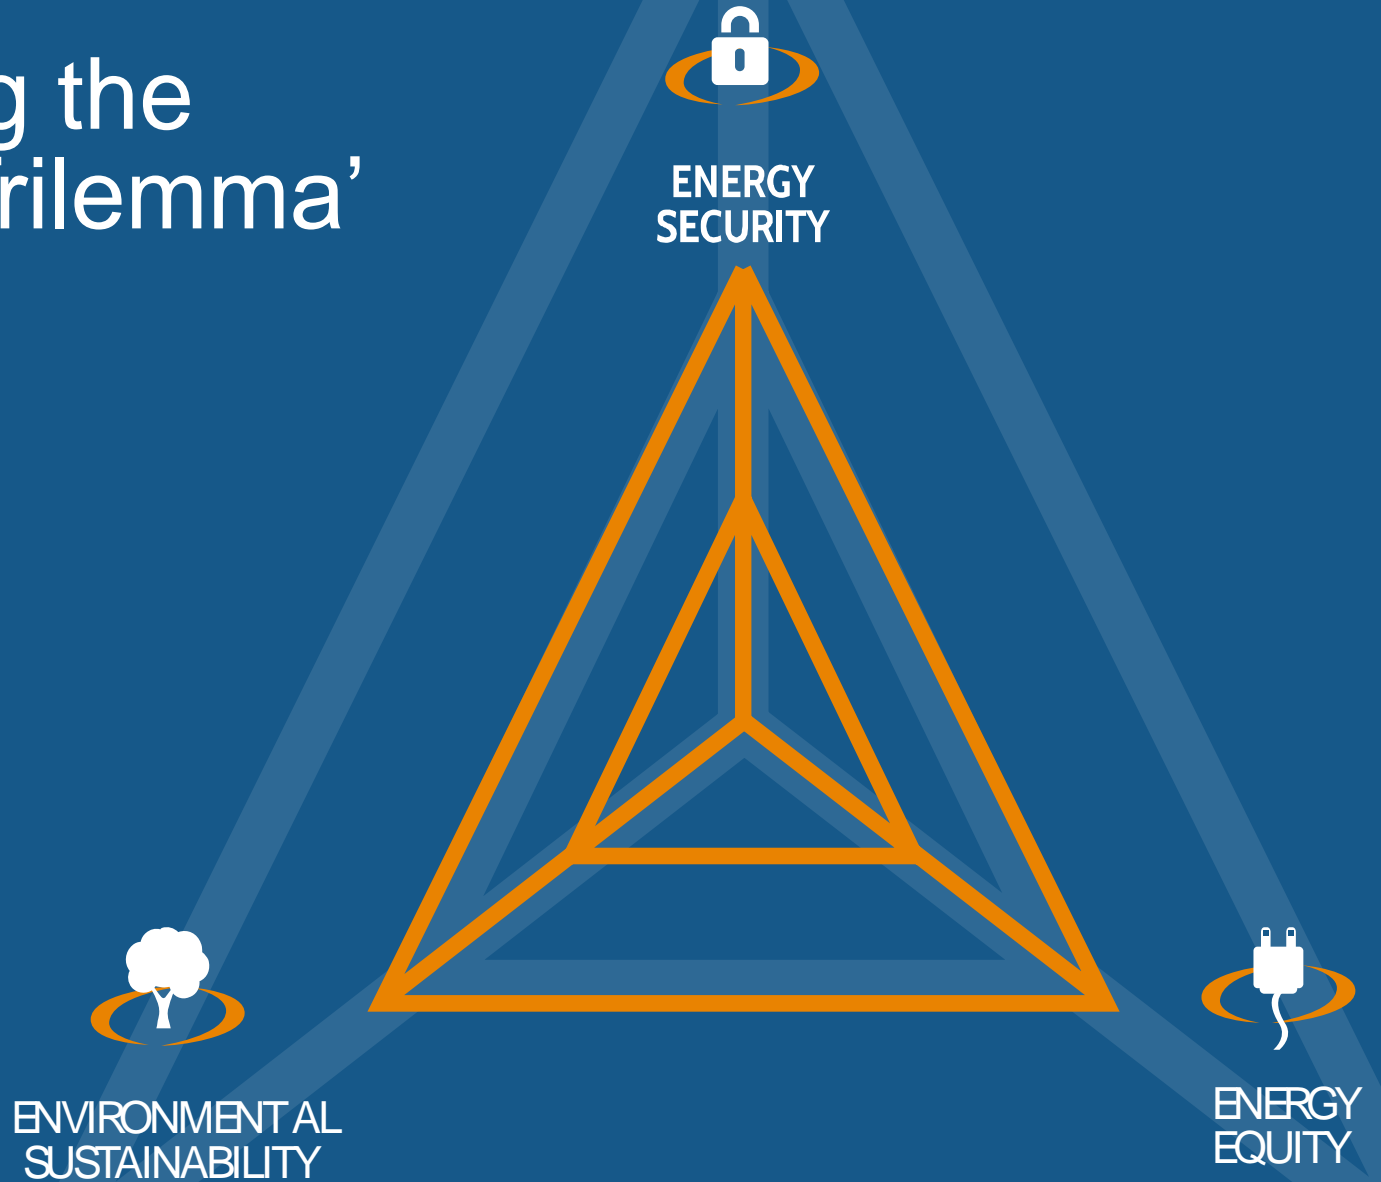 g the
rilemma’
ENERGY
SECURITY
ENVIRONMENTAL
SUSTAINABILITY
ENERGY
EQUITY